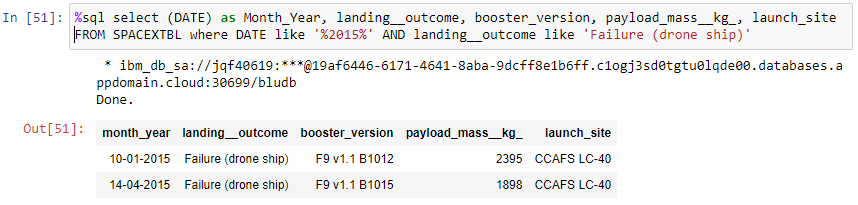 In [51]: %sql select (DATE) as Month_Year, landing__outcome, booster_version, payload_mass__kg_, launch_site
FROM SPACEXTBL where DATE like '%2015%' AND landing__outcome like 'Failure (drone ship)'
* ibm_db_sa://jqf40619:***@19af6446-6171-4641-8aba-9dcff8e1b6ff.c1ogj3sd0tgtu0lqde00.databases.a
ppdomain.cloud:30699/bludb
Done.
Out[51]: month_year landing__outcome booster_version payload_mass__kg_ launch_site
10-01-2015 Failure (drone ship) F9 v1.1 B1012 2395 CCAFS LC-40
14-04-2015 Failure (drone ship) F9 v1.1 B1015 1898 CCAFS LC-40